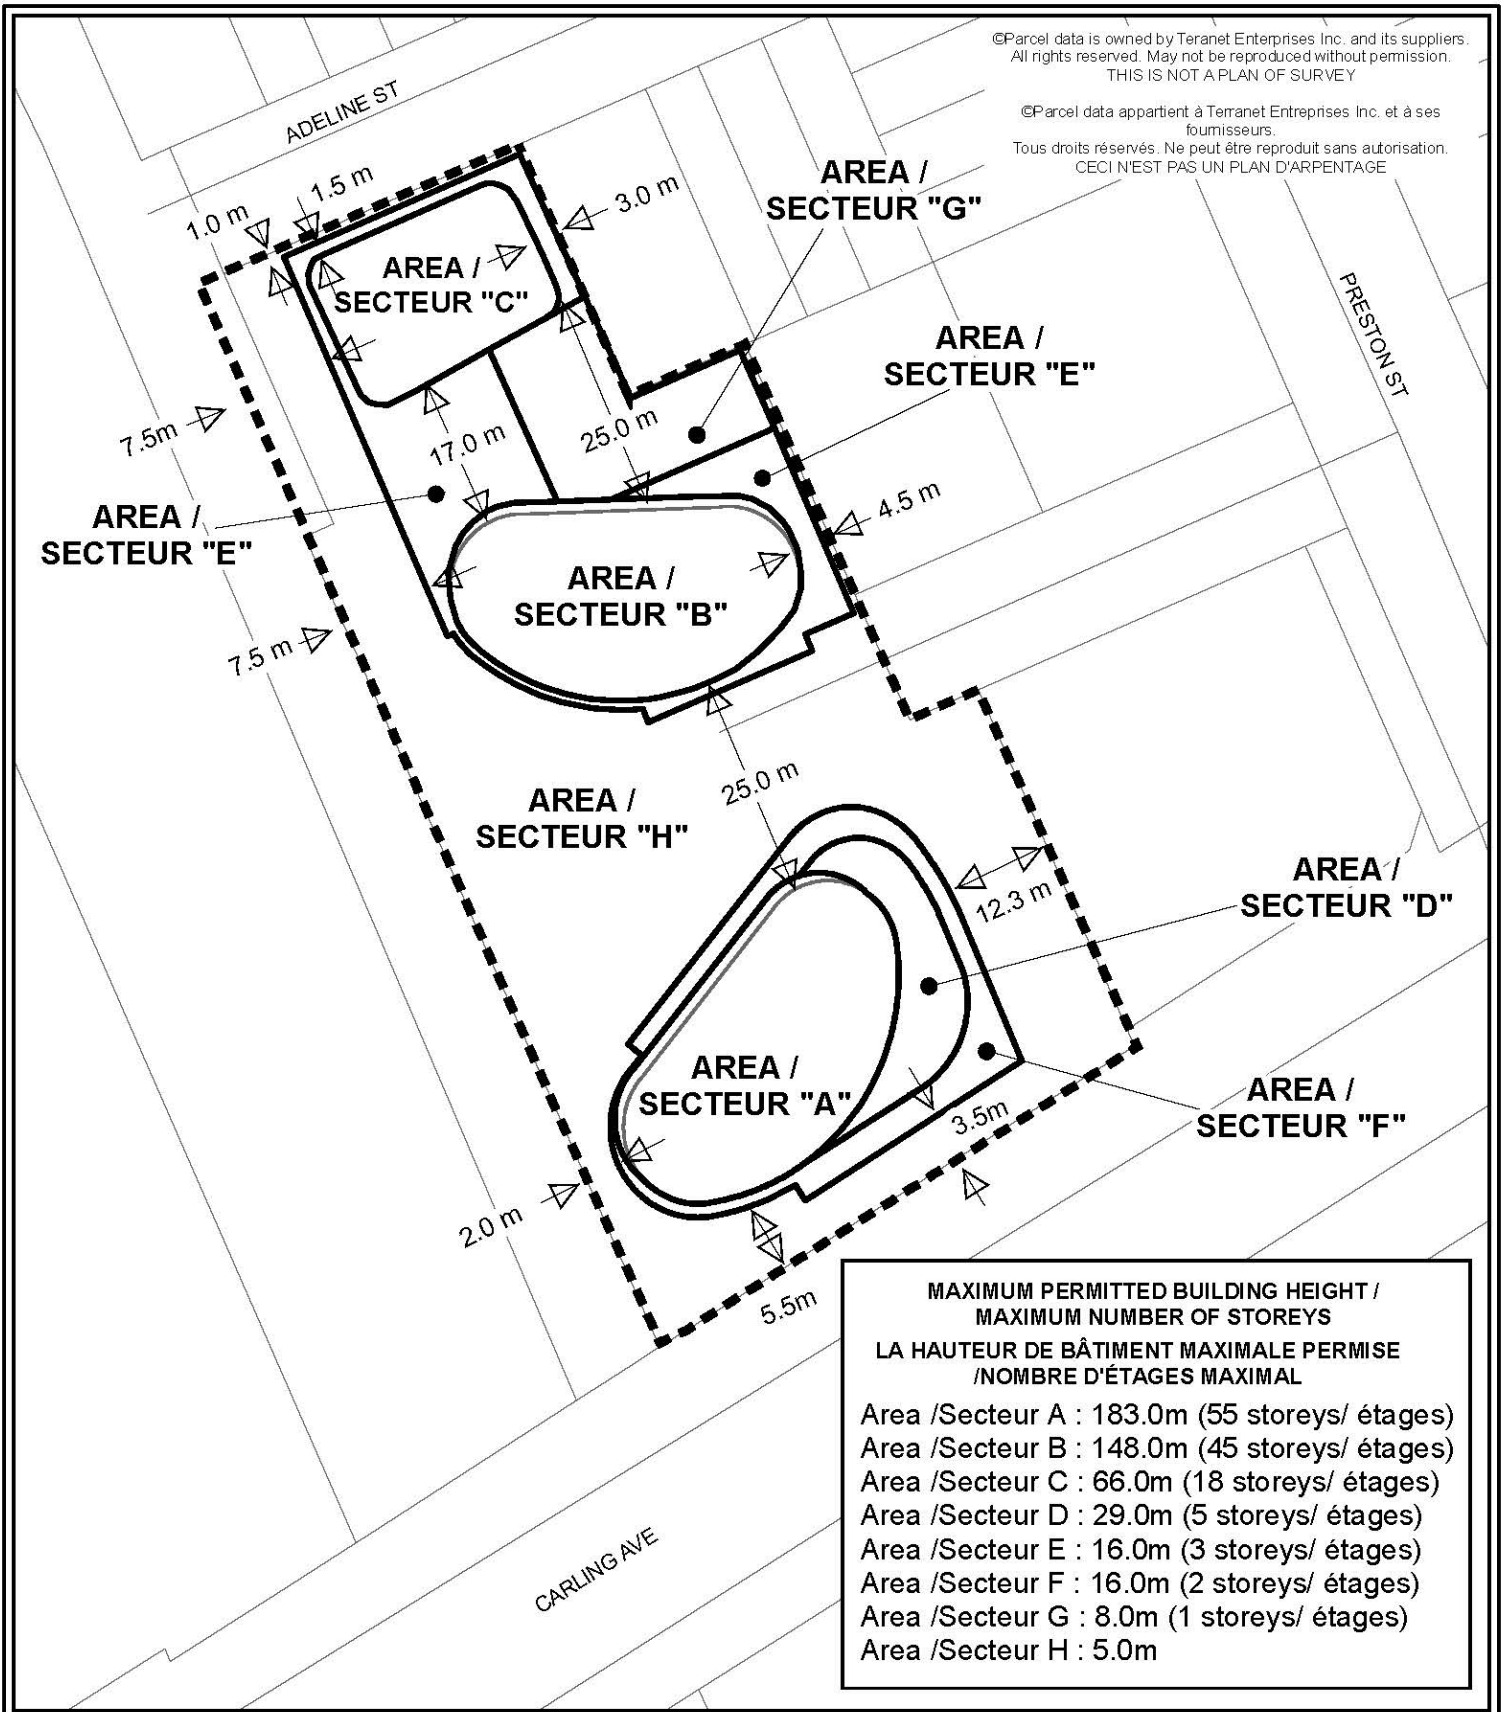 ©Parcel data is owned by Teranet Enterprises Inc. and its suppliers.
All rights reserved. May not be reproduced without permission.
THIS IS NOT A PLAN OF SURVEY
©Parcel data appartient à Terranet Entreprises Inc. et à ses
fournisseurs.
Tous droits réservés. Ne peut être reproduit sans autorisation.
CECI N'EST PAS UN PLAN D'ARPENTAGE
ADELINE ST
1.5 m
1.0 m
3.0 m
AREA /
SECTEUR "G"
AREA /
SECTEUR "C"
PRESTON ST
AREA /
SECTEUR "E"
7.5m
17.0 m
25.0 m
4.5 m
AREA /
SECTEUR "E"
AREA /
SECTEUR "B"
7.5 m
25.0 m
AREA /
SECTEUR "H"
12.3 m
AREA /
SECTEUR "D"
AREA /
SECTEUR "A"
3.5m
AREA /
SECTEUR "F"
2.0 m
5.5m
CARLING AVE
MAXIMUM PERMITTED BUILDING HEIGHT /
MAXIMUM NUMBER OF STOREYS
LA HAUTEUR DE BÂTIMENT MAXIMALE PERMISE
/NOMBRE D'ÉTAGES MAXIMAL
Area /Secteur A : 183.0m (55 storeys/ étages)
Area /Secteur B : 148.0m (45 storeys/ étages)
Area /Secteur C : 66.0m (18 storeys/ étages)
Area /Secteur D : 29.0m (5 storeys/ étages)
Area /Secteur E : 16.0m (3 storeys/ étages)
Area /Secteur F : 16.0m (2 storeys/ étages)
Area /Secteur G : 8.0m (1 storeys/ étages)
Area /Secteur H : 5.0m